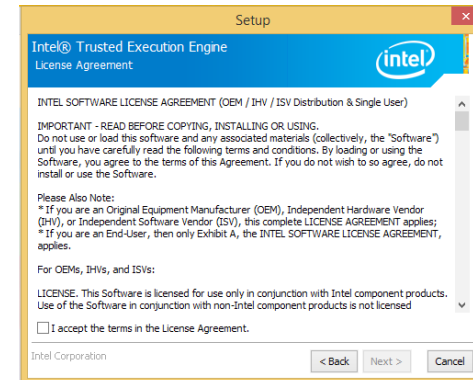 Setup
Intel® Trusted Execution Engine
License Agreement
intel
INTEL SOFTWARE LICENSE AGREEMENT (OEM / IHV / ISV Distribution & Single User)
IMPORTANT - READ BEFORE COPYING, INSTALLING OR USING.
Do not use or load this software and any associated materials (collectively, the "Software")
until you have carefully read the following terms and conditions. By loading or using the
Software, you agree to the terms of this Agreement. If you do not wish to so agree, do not
install or use the Software.
Please Also Note:
* If you are an Original Equipment Manufacturer (OEM), Independent Hardware Vendor
(IHV), or Independent Software Vendor (ISV), this complete LICENSE AGREEMENT applies;
* If you are an End-User, then only Exhibit A, the INTEL SOFTWARE LICENSE AGREEMENT,
applies.
For OEMs, IHVs, and ISVs:
LICENSE. This Software is licensed for use only in conjunction with Intel component products.
Use of the Software in conjunction with non-Intel component products is not licensed
I accept the terms in the License Agreement.
Intel Corporation
< Back
Next >
Cancel